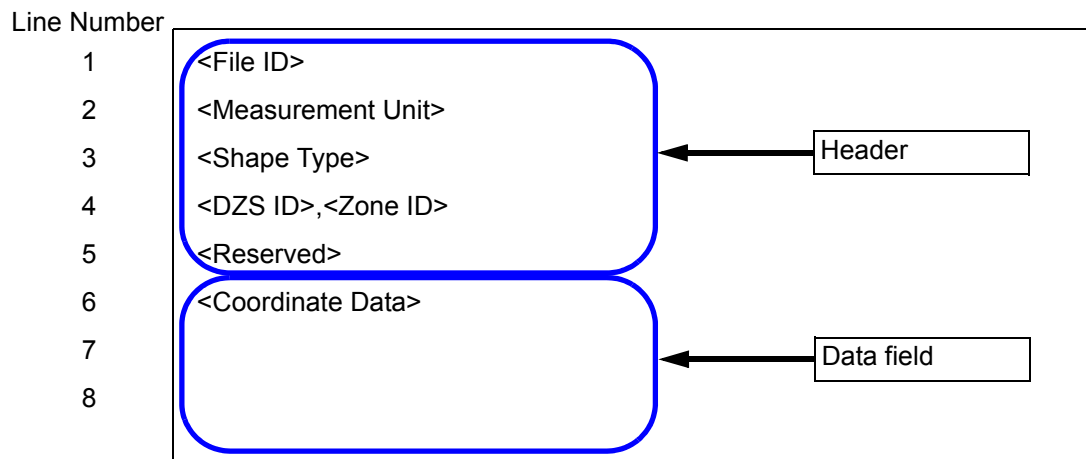 Line Number
1 <File ID>
2 <Measurement Unit>
3 <Shape Type> Header
4 <DZS ID>,<Zone ID>
5 <Reserved>
6 <Coordinate Data>
7 Data field
8